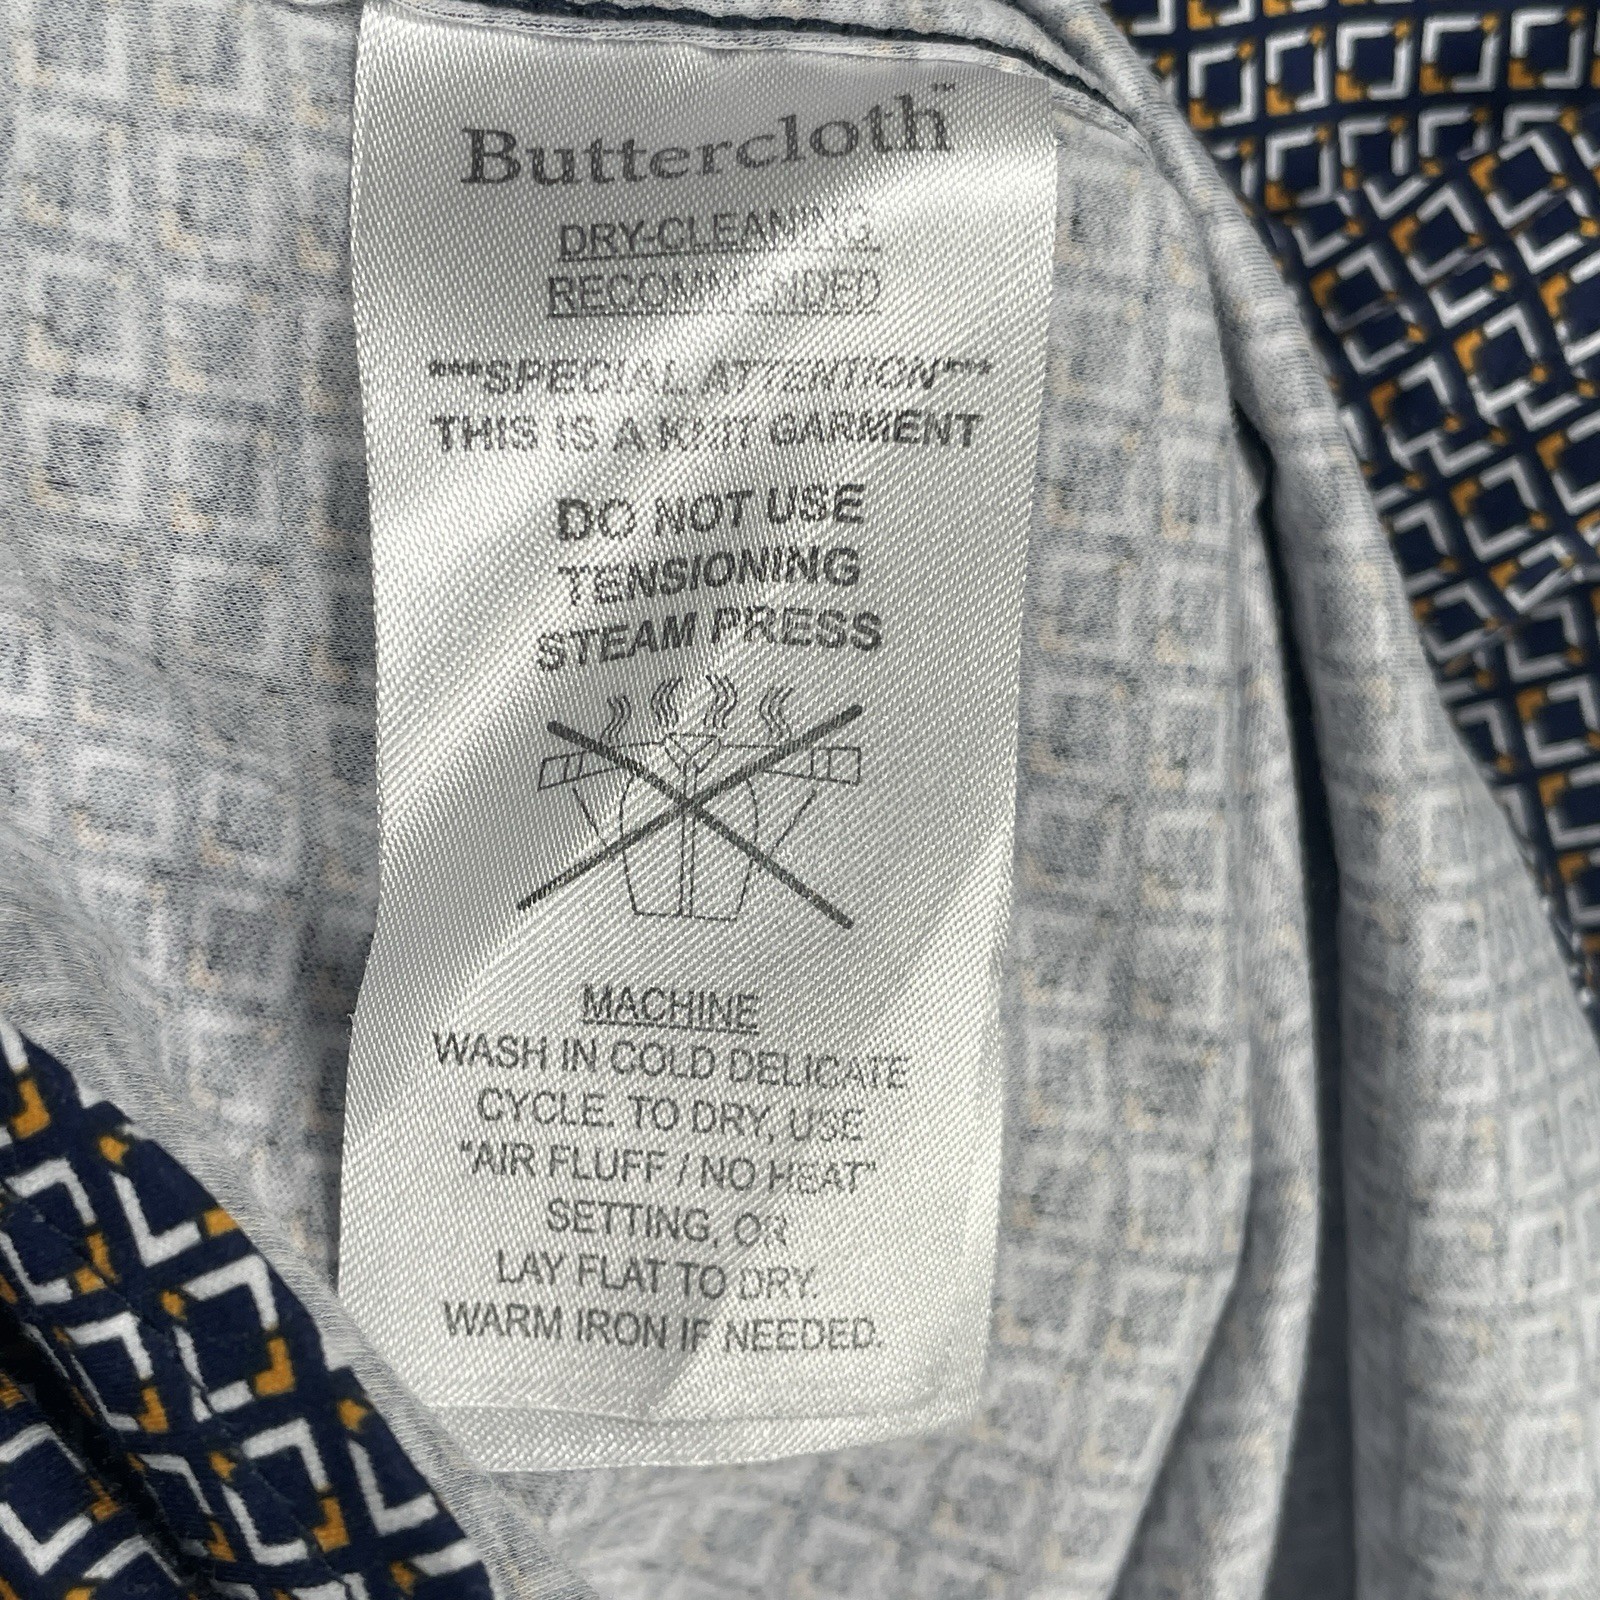 Buttercloth™
DRY-CLEANING
RECOMMENDED
***SPECIAL ATTENTION***
THIS IS A KNIT GARMENT
DO NOT USE
TENSIONING
STEAM PRESS
MACHINE
WASH IN COLD DELICATE
CYCLE. TO DRY, USE
"AIR FLUFF / NO HEAT"
SETTING, OR
LAY FLAT TO DRY.
WARM IRON IF NEEDED.